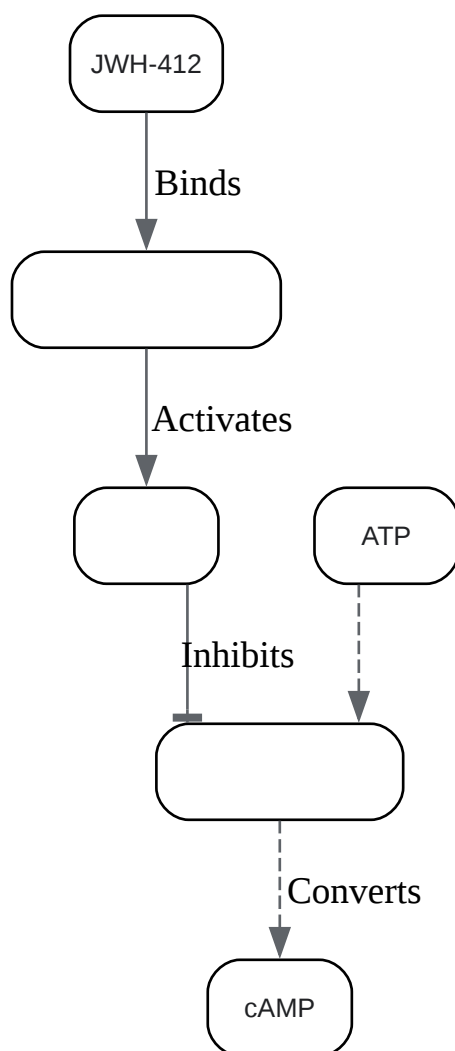 JWH-412
Binds
Activates
ATP
Inhibits
Converts
cAMP